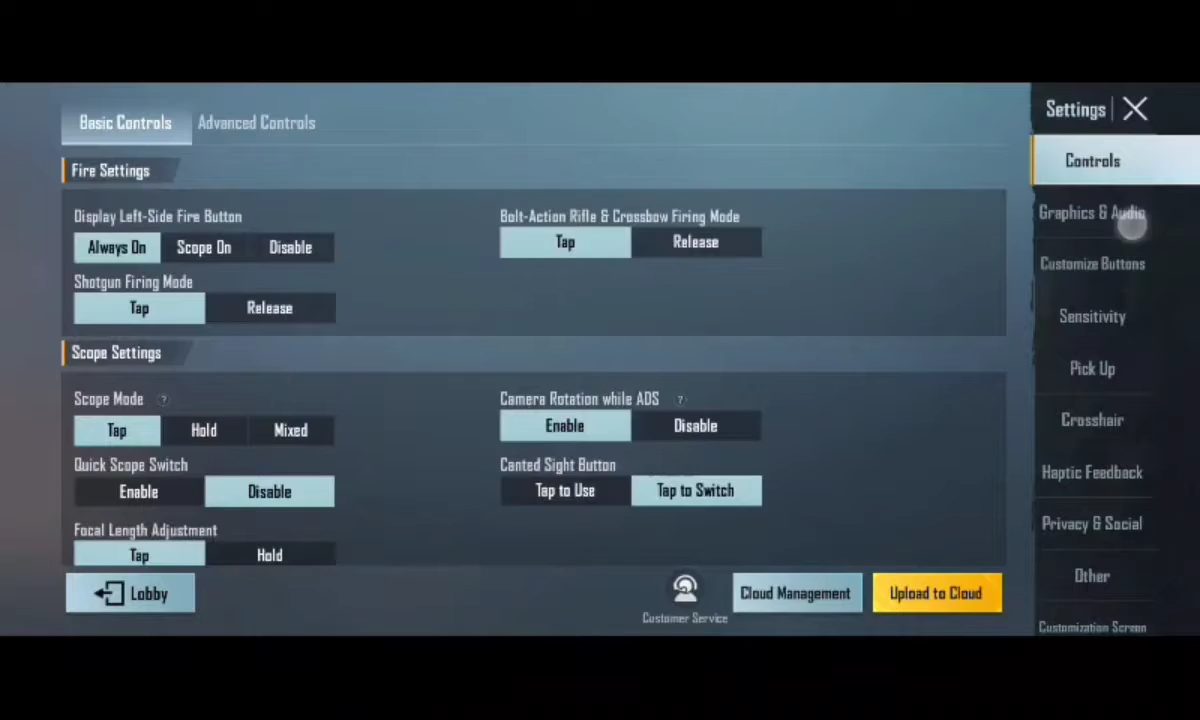 Basic Controls
Advanced Controls
Settings
Fire Settings
Display Left-Side Fire Button
Always On
Scope On
Disable
Bolt-Action Rifle & Crossbow Firing Mode
Tap
Release
Shotgun Firing Mode
Tap
Release
Scope Settings
Scope Mode ?
Tap
Hold
Mixed
Camera Rotation while ADS ?
Enable
Disable
Quick Scope Switch
Enable
Disable
Canted Sight Button
Tap to Use
Tap to Switch
Focal Length Adjustment
Tap
Hold
Lobby
Customer Service
Cloud Management
Upload to Cloud
Controls
Graphics & Audio
Customize Buttons
Sensitivity
Pick Up
Crosshair
Haptic Feedback
Privacy & Social
Other
Customization Screen